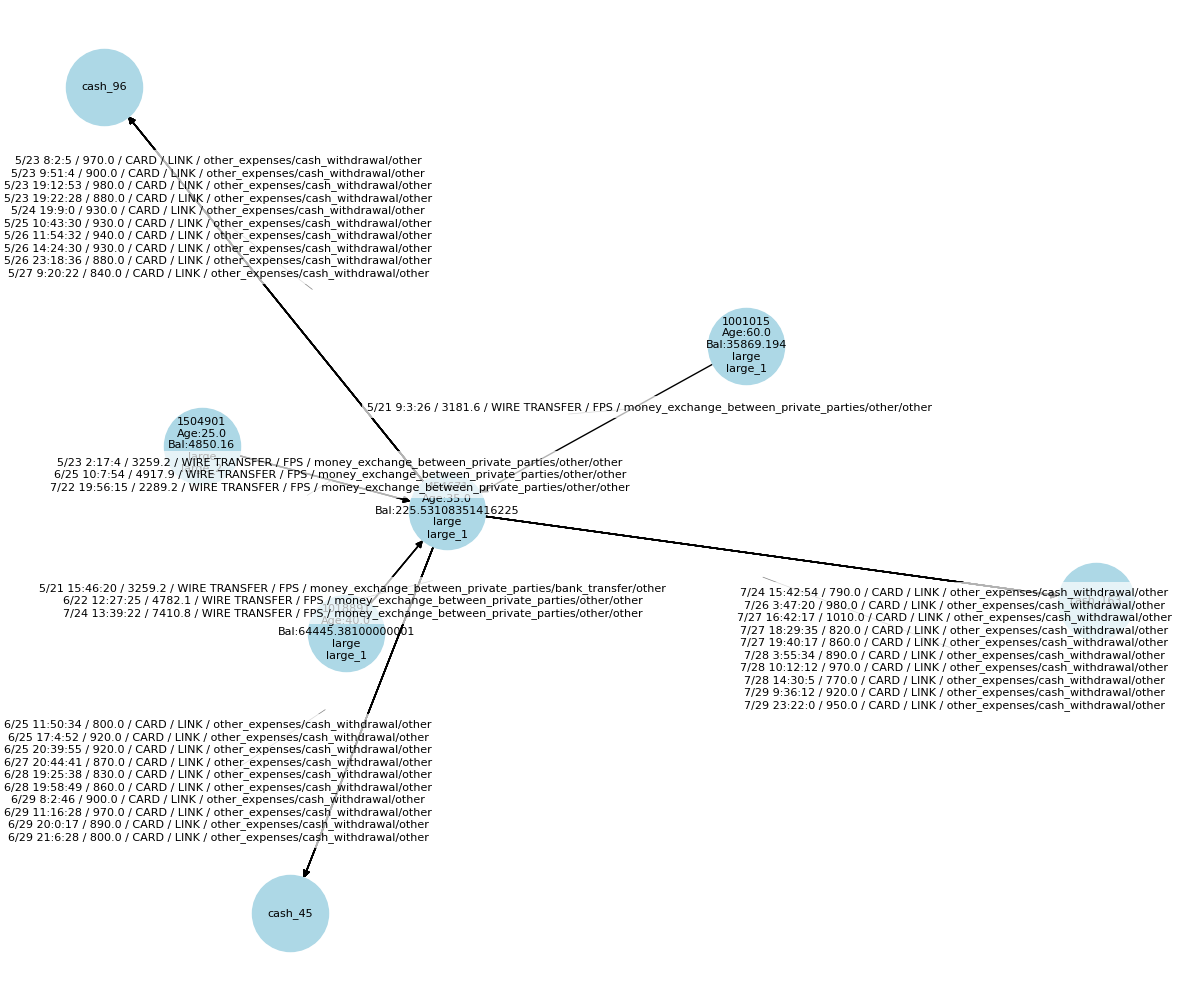 cash_96
5/23 8:2:5 / 970.0 / CARD / LINK / other_expenses/cash_withdrawal/other
5/23 9:51:4 / 900.0 / CARD / LINK / other_expenses/cash_withdrawal/other
5/23 19:12:53 / 980.0 / CARD / LINK / other_expenses/cash_withdrawal/other
5/23 19:22:28 / 880.0 / CARD / LINK / other_expenses/cash_withdrawal/other
5/24 19:9:0 / 930.0 / CARD / LINK / other_expenses/cash_withdrawal/other
5/25 10:43:30 / 930.0 / CARD / LINK / other_expenses/cash_withdrawal/other
5/26 11:54:32 / 940.0 / CARD / LINK / other_expenses/cash_withdrawal/other
5/26 14:24:30 / 930.0 / CARD / LINK / other_expenses/cash_withdrawal/other
5/26 23:18:36 / 880.0 / CARD / LINK / other_expenses/cash_withdrawal/other
5/27 9:20:22 / 840.0 / CARD / LINK / other_expenses/cash_withdrawal/other
1001015
Age:60.0
Bal:35869.194
large
large_1
5/21 9:3:26 / 3181.6 / WIRE TRANSFER / FPS / money_exchange_between_private_parties/other/other
1504901
Age:25.0
Bal:4850.16
large
5/23 2:17:4 / 3259.2 / WIRE TRANSFER / FPS / money_exchange_between_private_parties/other/other
6/25 10:7:54 / 4917.9 / WIRE TRANSFER / FPS / money_exchange_between_private_parties/other/other
7/22 19:56:15 / 2289.2 / WIRE TRANSFER / FPS / money_exchange_between_private_parties/other/other
Age:35.0
Bal:225.53108351416225
large
large_1
5/21 15:46:20 / 3259.2 / WIRE TRANSFER / FPS / money_exchange_between_private_parties/bank_transfer/other
6/22 12:27:25 / 4782.1 / WIRE TRANSFER / FPS / money_exchange_between_private_parties/other/other
7/24 13:39:22 / 7410.8 / WIRE TRANSFER / FPS / money_exchange_between_private_parties/other/other
Bal:64445.38100000001
large
large_1
7/24 15:42:54 / 790.0 / CARD / LINK / other_expenses/cash_withdrawal/other
7/26 3:47:20 / 980.0 / CARD / LINK / other_expenses/cash_withdrawal/other
7/27 16:42:17 / 1010.0 / CARD / LINK / other_expenses/cash_withdrawal/other
7/27 18:29:35 / 820.0 / CARD / LINK / other_expenses/cash_withdrawal/other
7/27 19:40:17 / 860.0 / CARD / LINK / other_expenses/cash_withdrawal/other
7/28 3:55:34 / 890.0 / CARD / LINK / other_expenses/cash_withdrawal/other
7/28 10:12:12 / 970.0 / CARD / LINK / other_expenses/cash_withdrawal/other
7/28 14:30:5 / 770.0 / CARD / LINK / other_expenses/cash_withdrawal/other
7/29 9:36:12 / 920.0 / CARD / LINK / other_expenses/cash_withdrawal/other
7/29 23:22:0 / 950.0 / CARD / LINK / other_expenses/cash_withdrawal/other
6/25 11:50:34 / 800.0 / CARD / LINK / other_expenses/cash_withdrawal/other
6/25 17:4:52 / 920.0 / CARD / LINK / other_expenses/cash_withdrawal/other
6/25 20:39:55 / 920.0 / CARD / LINK / other_expenses/cash_withdrawal/other
6/27 20:44:41 / 870.0 / CARD / LINK / other_expenses/cash_withdrawal/other
6/28 19:25:38 / 830.0 / CARD / LINK / other_expenses/cash_withdrawal/other
6/28 19:58:49 / 860.0 / CARD / LINK / other_expenses/cash_withdrawal/other
6/29 8:2:46 / 900.0 / CARD / LINK / other_expenses/cash_withdrawal/other
6/29 11:16:28 / 970.0 / CARD / LINK / other_expenses/cash_withdrawal/other
6/29 20:0:17 / 890.0 / CARD / LINK / other_expenses/cash_withdrawal/other
6/29 21:6:28 / 800.0 / CARD / LINK / other_expenses/cash_withdrawal/other
cash_45